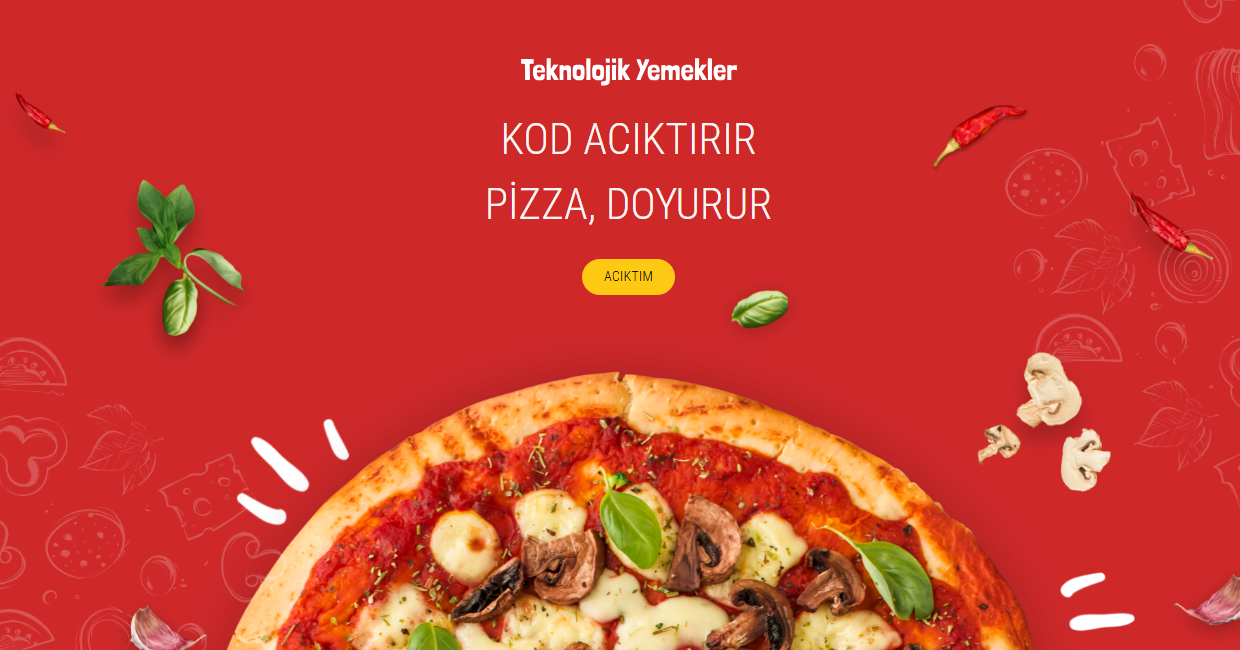 Teknolojik Yemekler
KOD ACIKTIRIR
PİZZA, DOYURUR
ACIKTIM